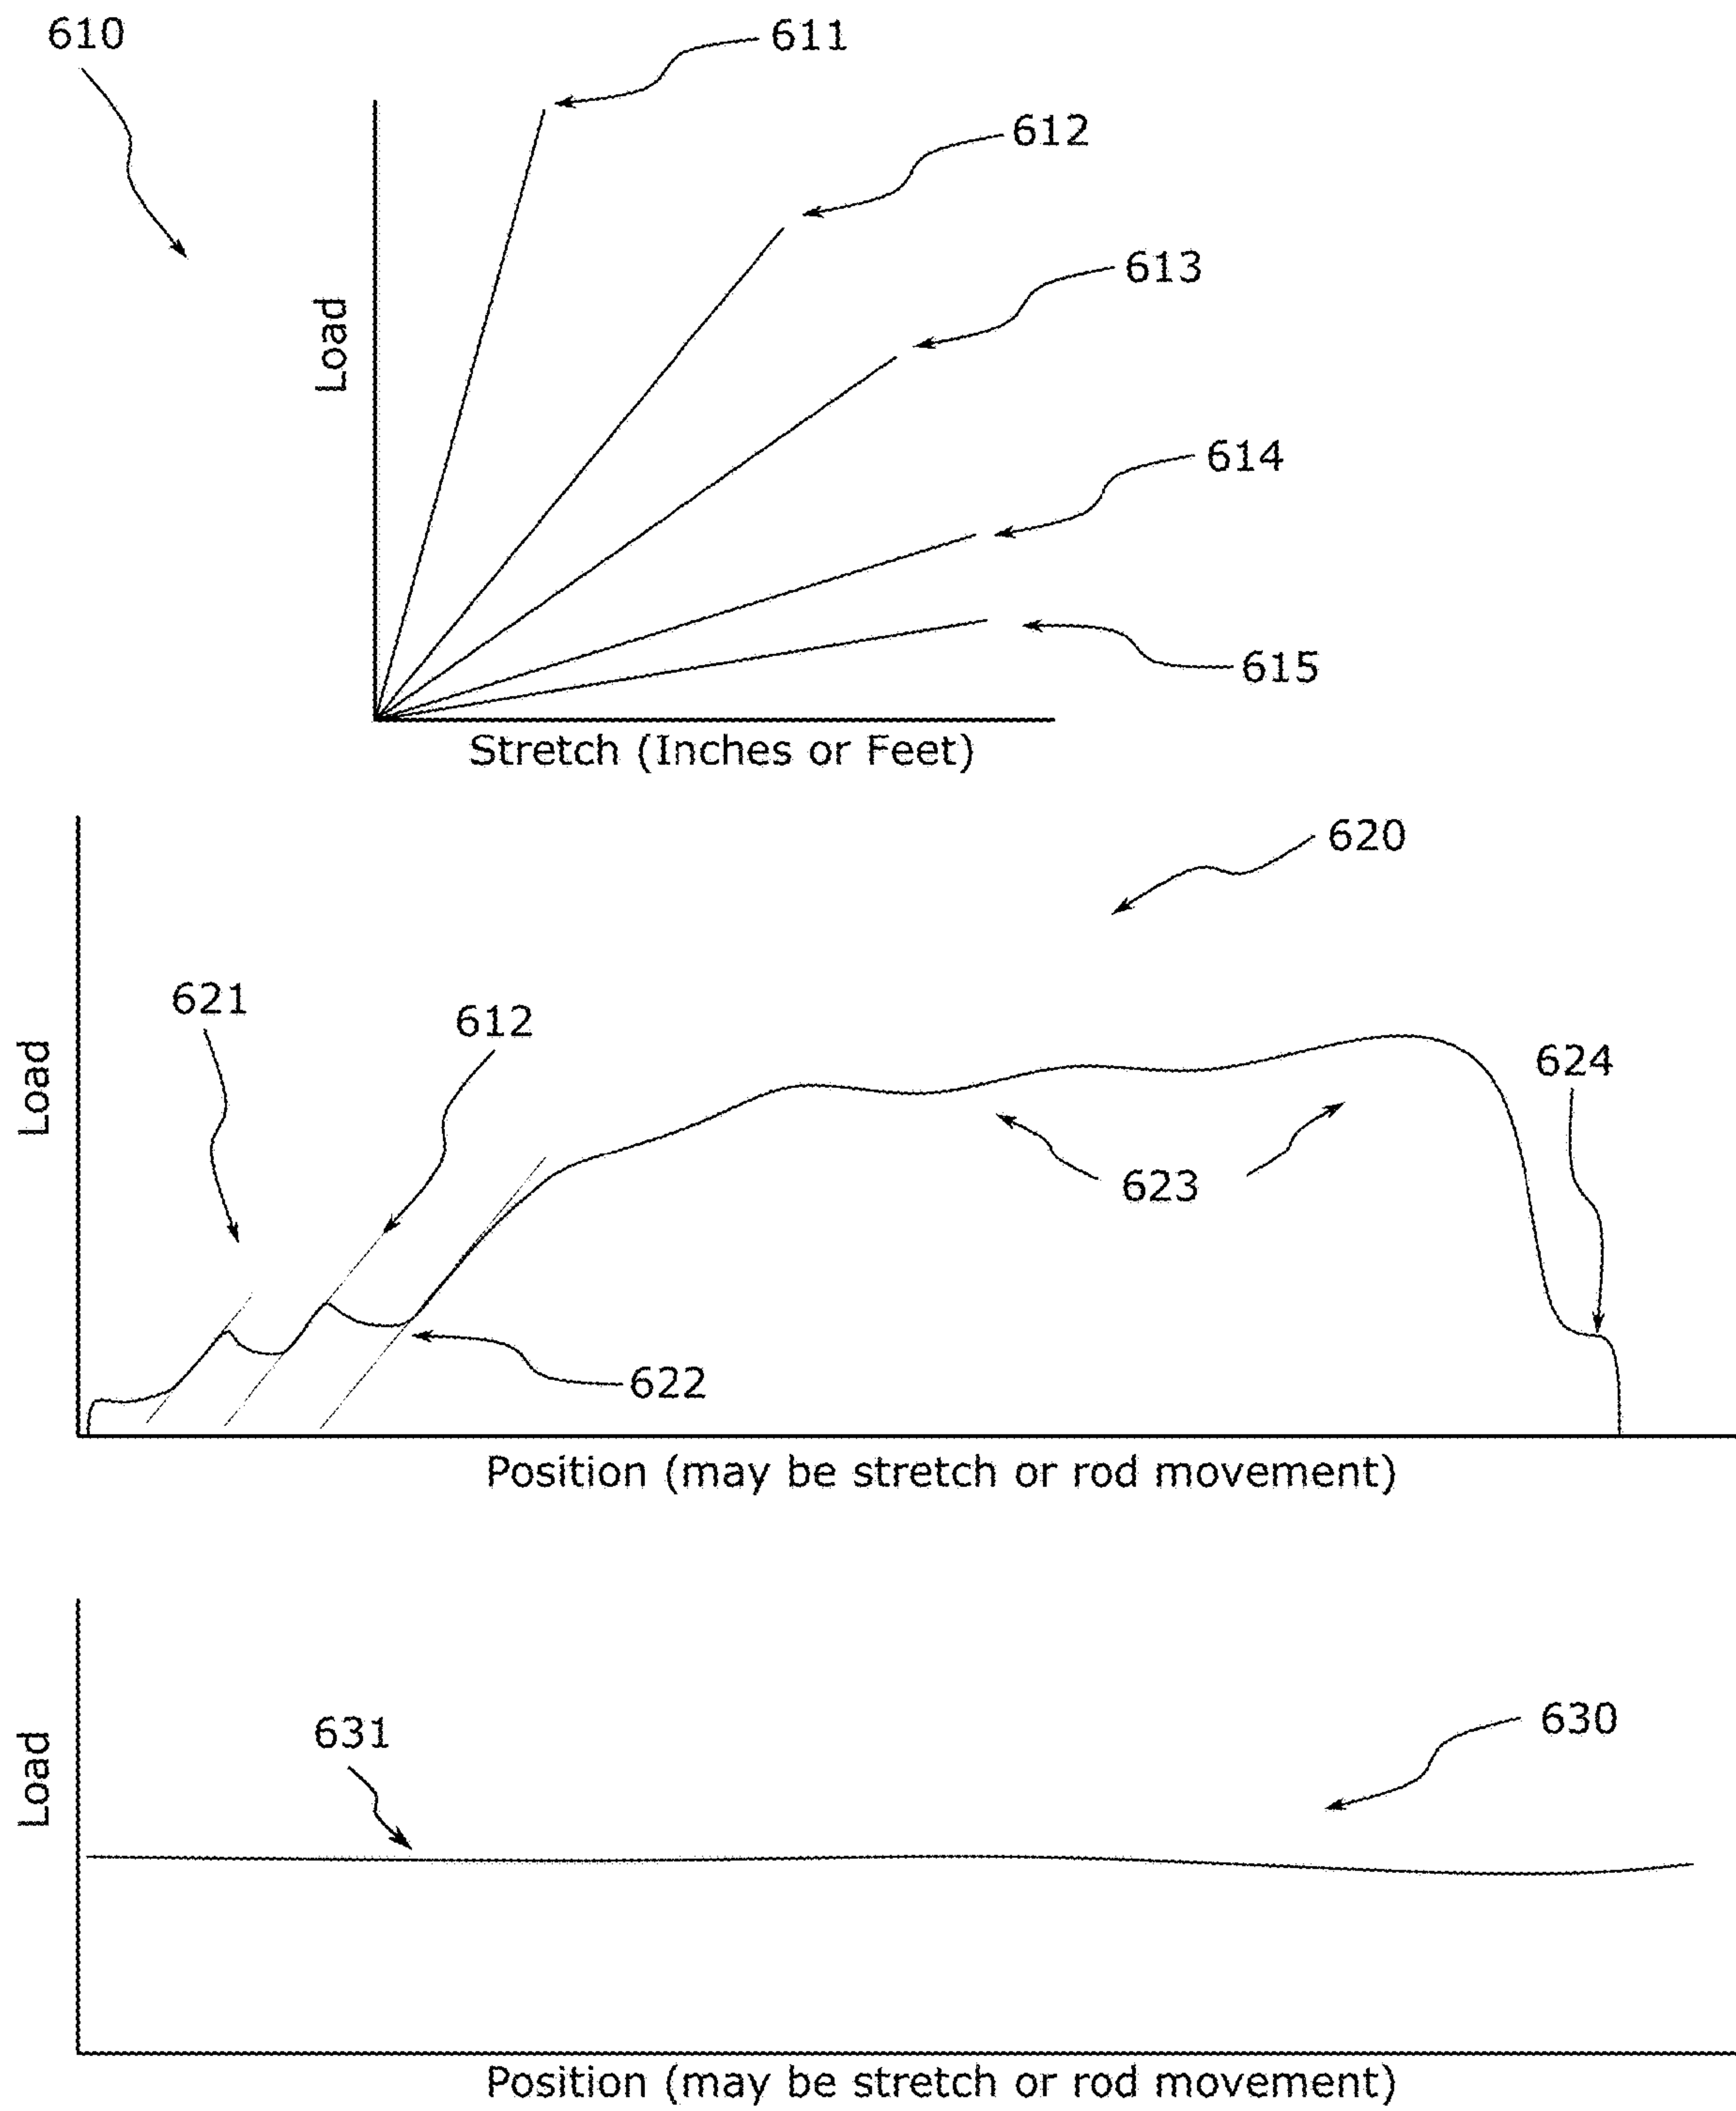 610
611
612
613
614
615
Load
Stretch (Inches or Feet)
620
621
612
624
623
622
Load
Position (may be stretch or rod movement)
631
630
Load
Position (may be stretch or rod movement)